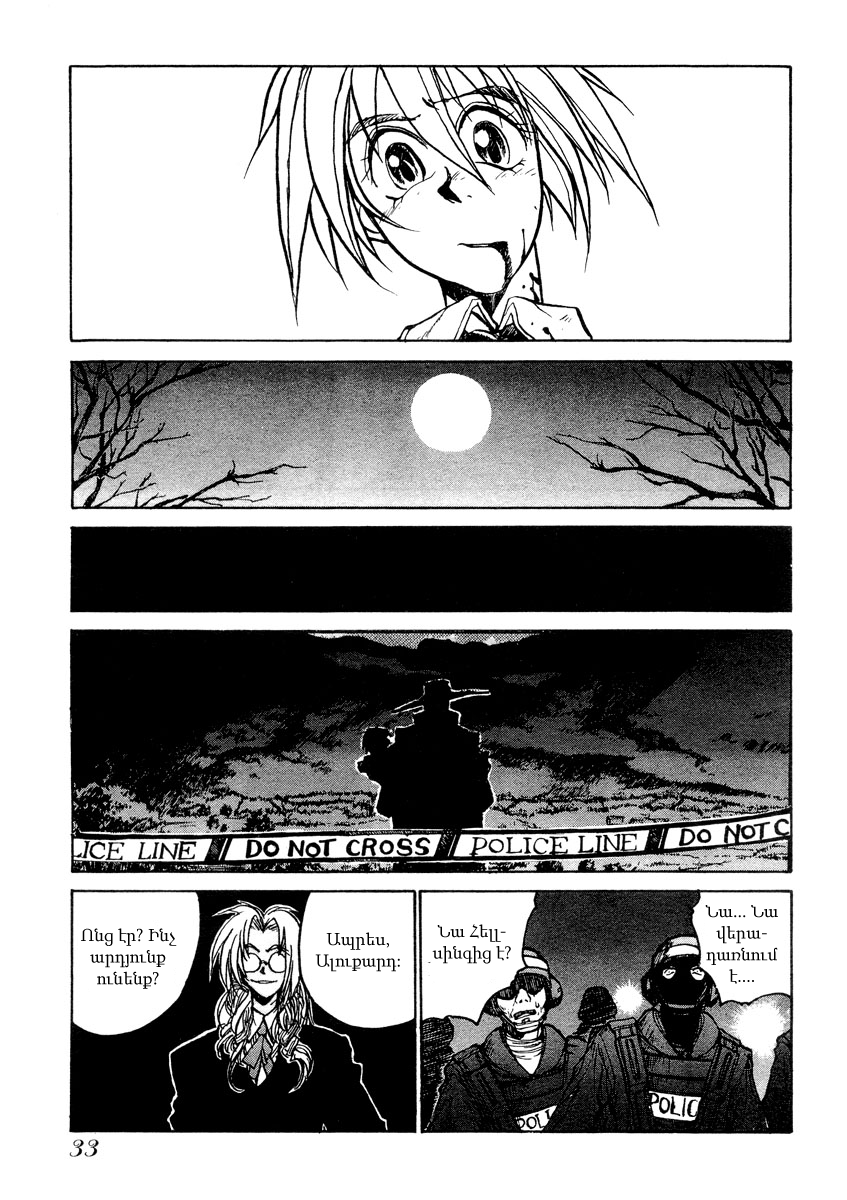 LICE LINE DO NOT CROSS POLICE LINE DO NOT C
Նա... Նա
վերա-
դառնում
է....
Նա Հելլ-
սինգից է?
POLIC
POLI
Ապրես,
Ալուքարդ:
Ոնց էր? Ինչ
արդյունք
ունենք?
33